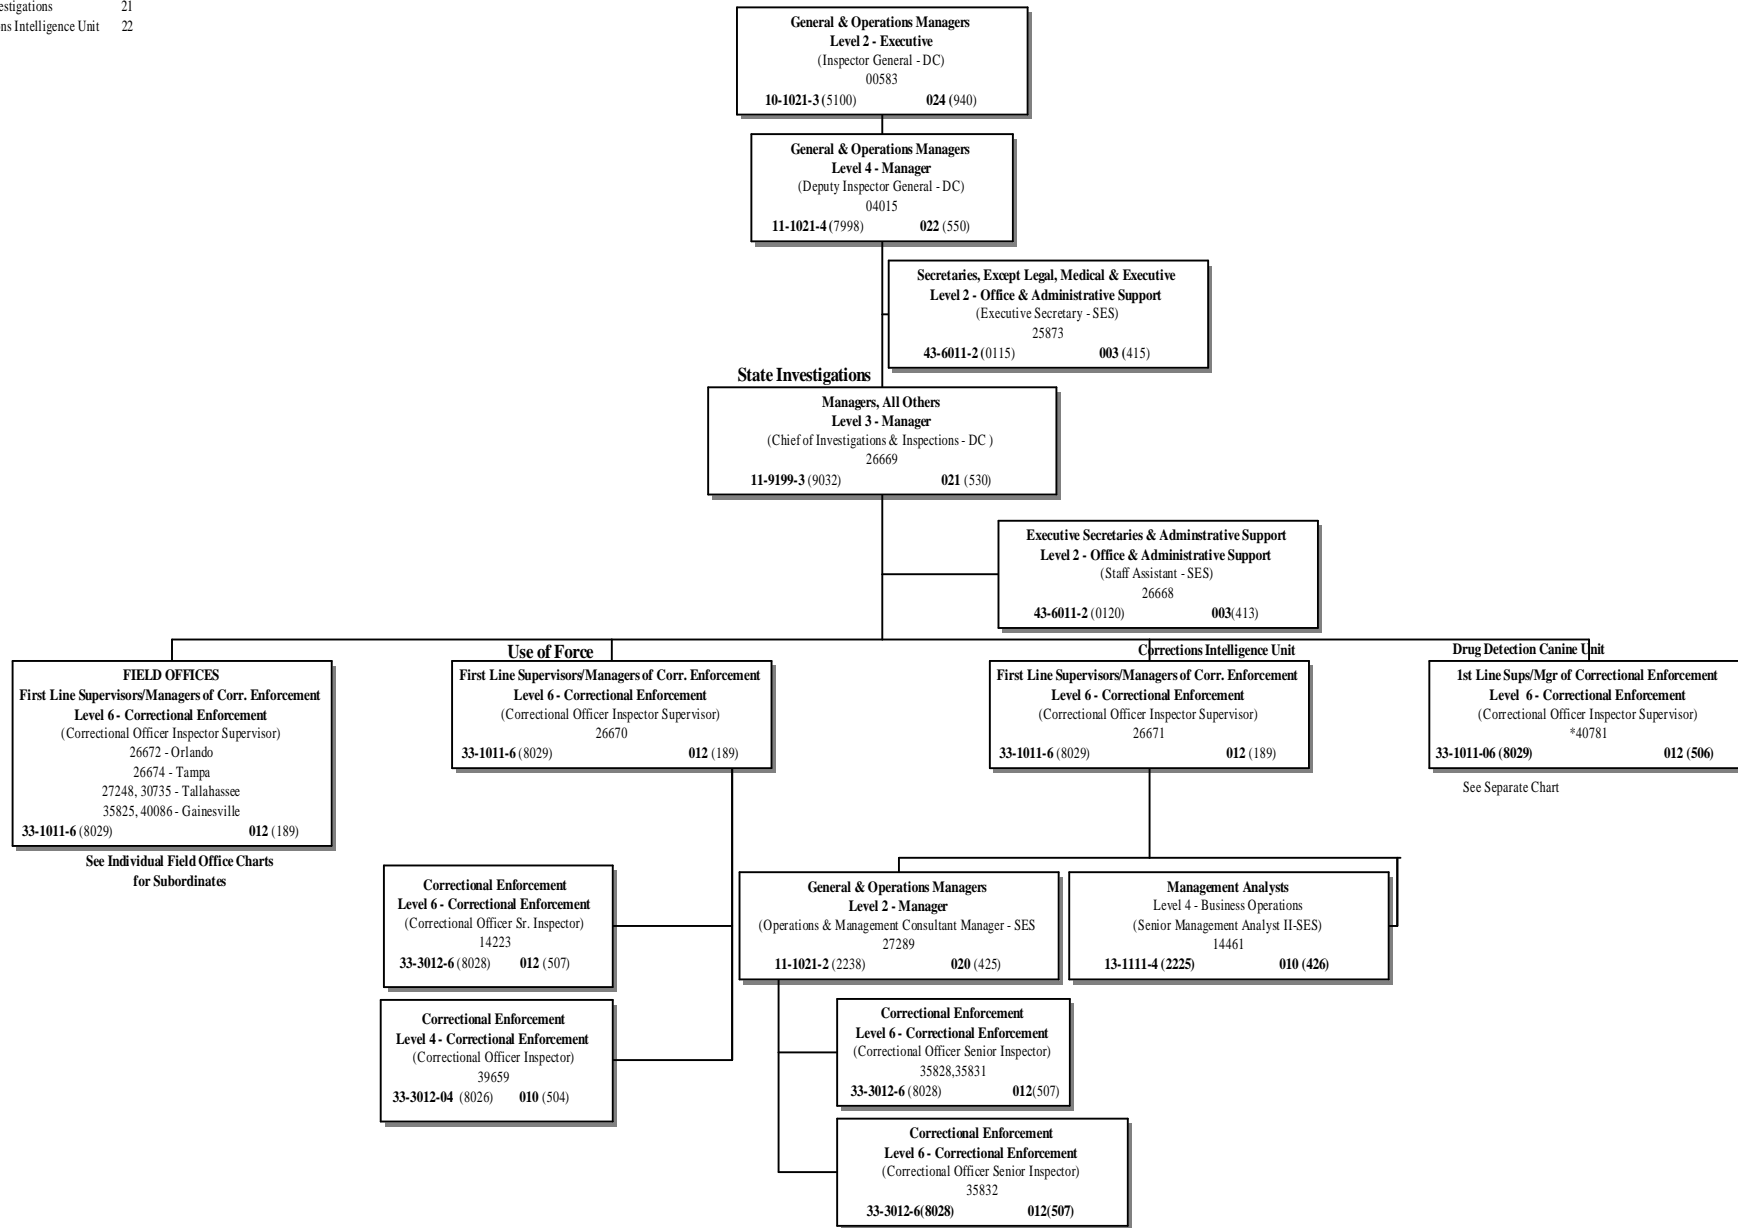 21
Intelligence Unit 22
General & Operations Managers
Level 2 - Executive
(Inspector General - DC)
00583
10-1021-3 (5100) 024 (940)
General & Operations Managers
Level 4 - Manager
(Deputy Inspector General - DC)
04015
11-1021-4 (7998) 022 (550)
Secretaries, Except Legal, Medical & Executive
Level 2 - Office & Administrative Support
(Executive Secretary - SES)
25873
43-6011-2 (0115) 003 (415)
State Investigations
Managers, All Others
Level 3 - Manager
(Chief of Investigations & Inspections - DC )
26669
11-9199-3 (9032) 021 (530)
Executive Secretaries & Adminstrative Support
Level 2 - Office & Administrative Support
(Staff Assistant - SES)
26668
43-6011-2 (0120) 003(413)
FIELD OFFICES
First Line Supervisors/Managers of Corr. Enforcement
Level 6 - Correctional Enforcement
(Correctional Officer Inspector Supervisor)
26672 - Orlando
26674 - Tampa
27248, 30735 - Tallahassee
35825, 40086 - Gainesville
33-1011-6 (8029) 012 (189)
See Individual Field Office Charts
for Subordinates
Use of Force
First Line Supervisors/Managers of Corr. Enforcement
Level 6 - Correctional Enforcement
(Correctional Officer Inspector Supervisor)
26670
33-1011-6 (8029) 012 (189)
Corrections Intelligence Unit
First Line Supervisors/Managers of Corr. Enforcement
Level 6 - Correctional Enforcement
(Correctional Officer Inspector Supervisor)
26671
33-1011-6 (8029) 012 (189)
Drug Detection Canine Unit
1st Line Sups/Mgr of Correctional Enforcement
Level 6 - Correctional Enforcement
(Correctional Officer Inspector Supervisor)
*40781
33-1011-06 (8029) 012 (506)
See Separate Chart
Correctional Enforcement
Level 6 - Correctional Enforcement
(Correctional Officer Sr. Inspector)
14223
33-3012-6 (8028) 012 (507)
Correctional Enforcement
Level 4 - Correctional Enforcement
(Correctional Officer Inspector)
39659
33-3012-04 (8026) 010 (504)
General & Operations Managers
Level 2 - Manager
(Operations & Management Consultant Manager - SES
27289
11-1021-2 (2238) 020 (425)
Management Analysts
Level 4 - Business Operations
(Senior Management Analyst II-SES)
14461
13-1111-4 (2225) 010 (426)
Correctional Enforcement
Level 6 - Correctional Enforcement
(Correctional Officer Senior Inspector)
35828,35831
33-3012-6 (8028) 012(507)
Correctional Enforcement
Level 6 - Correctional Enforcement
(Correctional Officer Senior Inspector)
35832
33-3012-6(8028) 012(507)